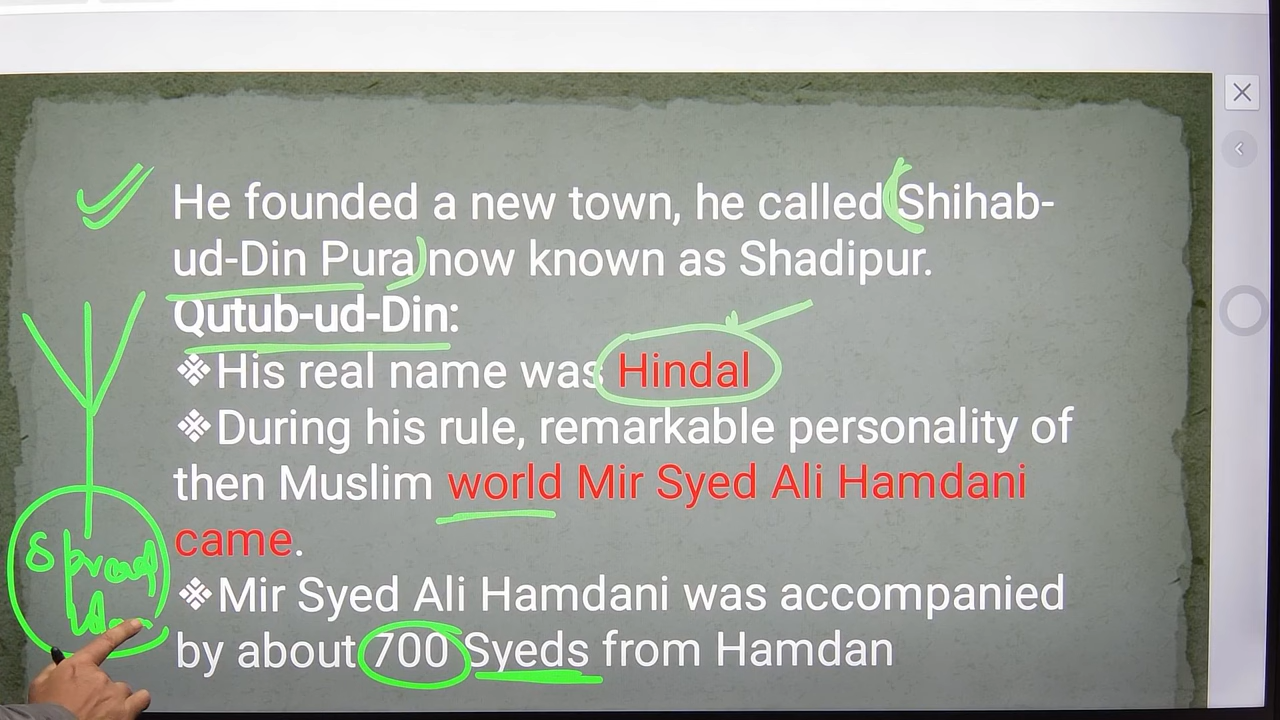 He founded a new town, he called Shihab-
ud-Din Pura now known as Shadipur.
Qutub-ud-Din:
❖His real name was Hindal
❖During his rule, remarkable personality of
then Muslim world Mir Syed Ali Hamdani
came.
Spread
❖Mir Syed Ali Hamdani was accompanied
by about 700 Syeds from Hamdan